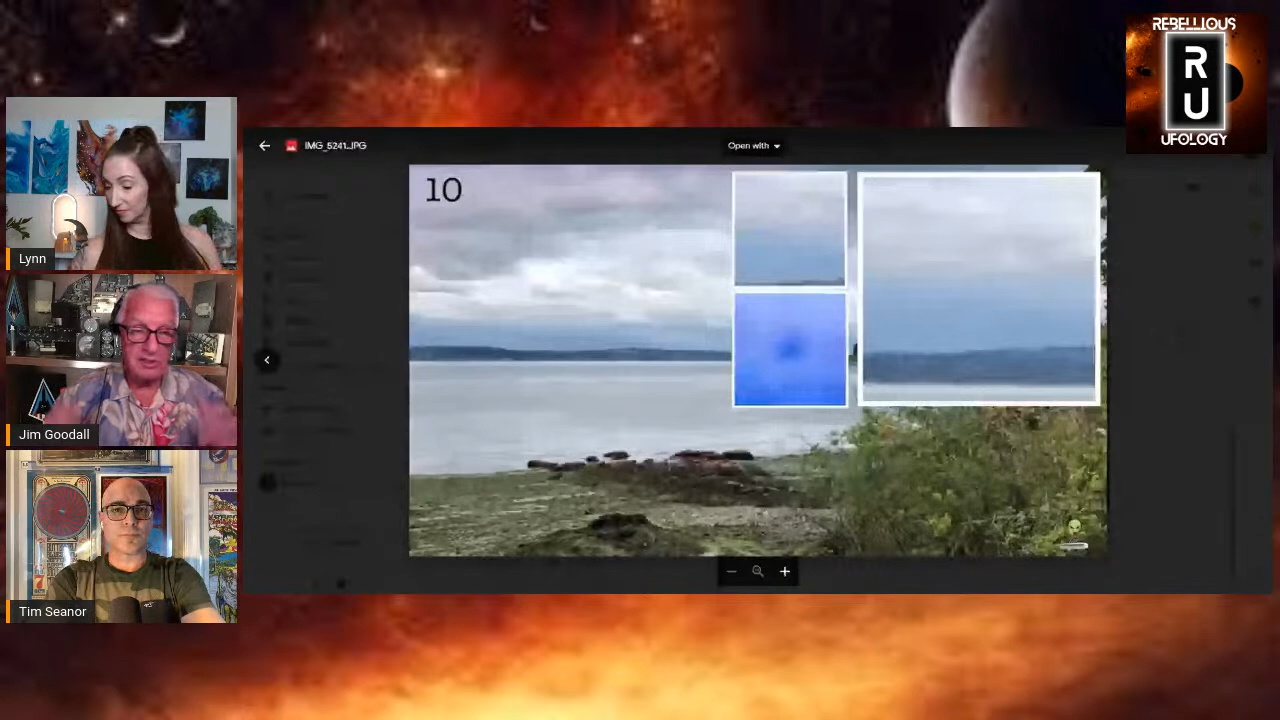 REBELLIOUS
R
U
UFOLOGY
IMG_5241.JPG
Open with
10
Lynn
Jim Goodall
Tim Seanor